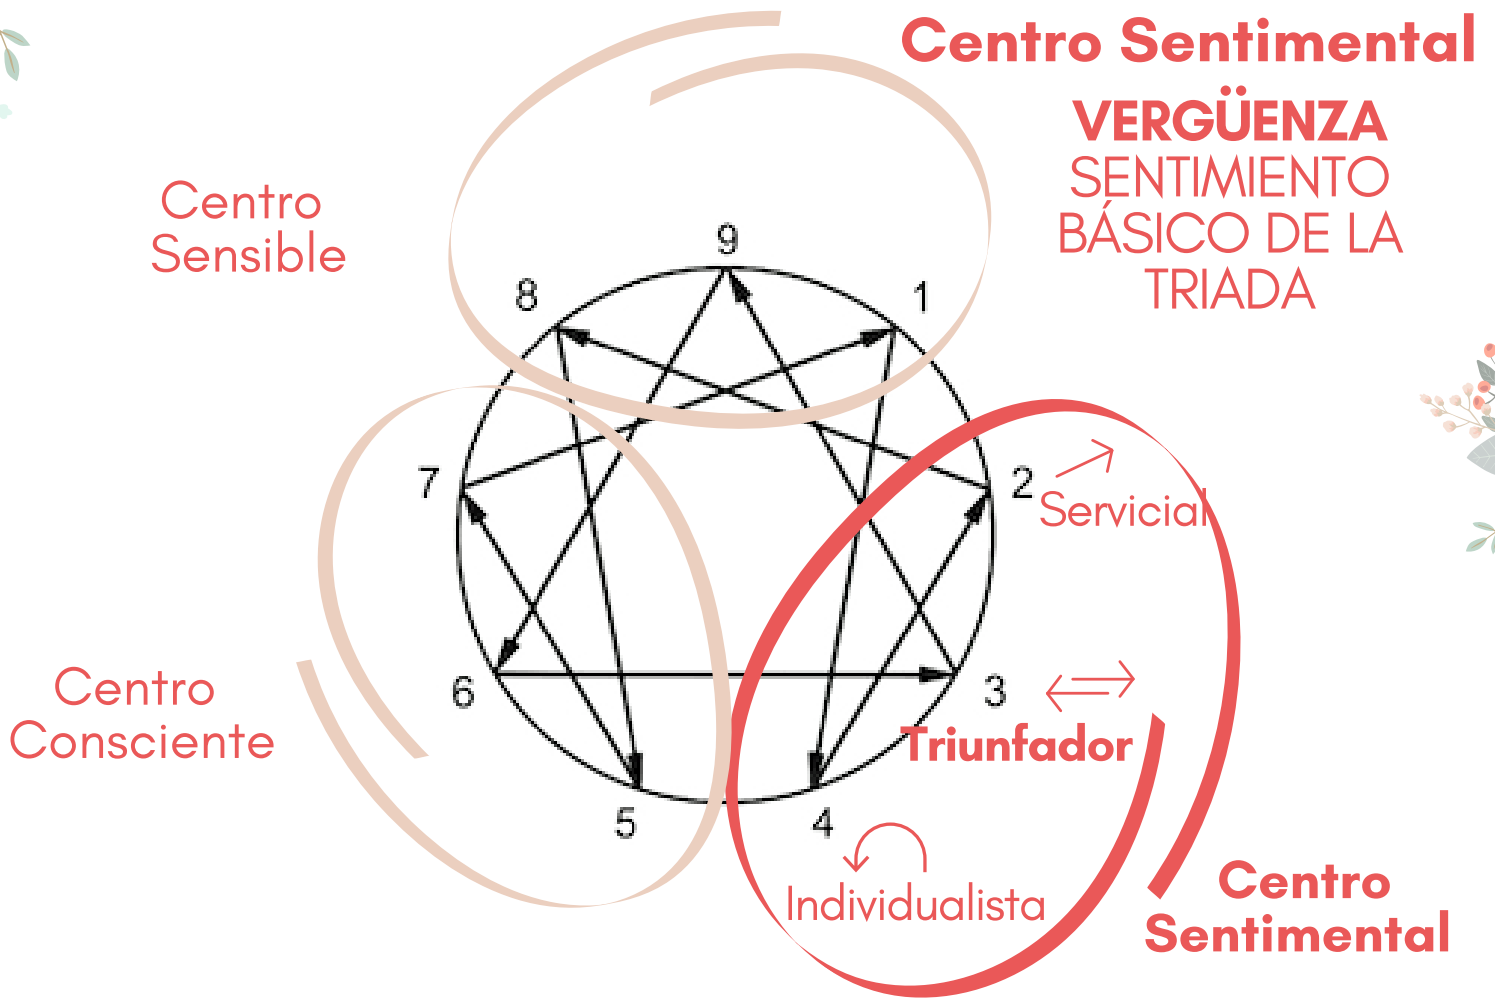 Centro Sentimental
VERGÜENZA
SENTIMIENTO
BÁSICO DE LA
TRIADA
Centro
Sensible
9
8
1
7
2
Servicial
Centro
Consciente
6
3
Triunfador
5
4
Individualista
Centro
Sentimental